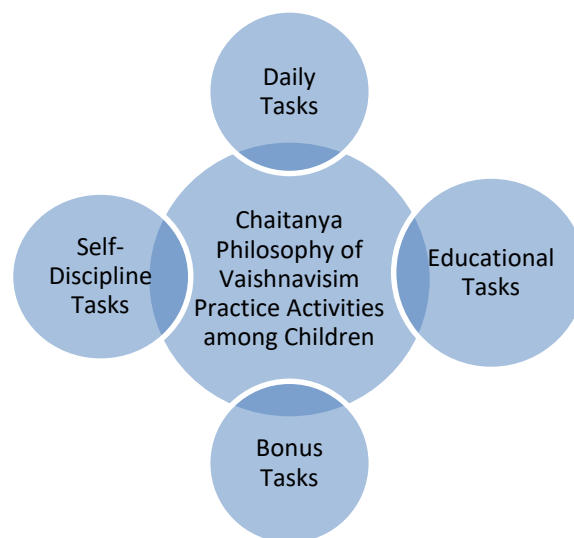 Daily
Tasks
Chaitanya
Philosophy of
Vaishnavisim
Practice Activities
among Children
Self-
Discipline
Tasks
Educational
Tasks
Bonus
Tasks